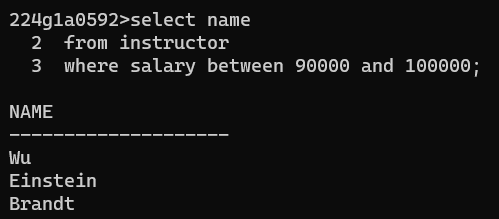 224g1a0592>select name
  2  from instructor
  3  where salary between 90000 and 100000;

NAME
--------------------
Wu
Einstein
Brandt